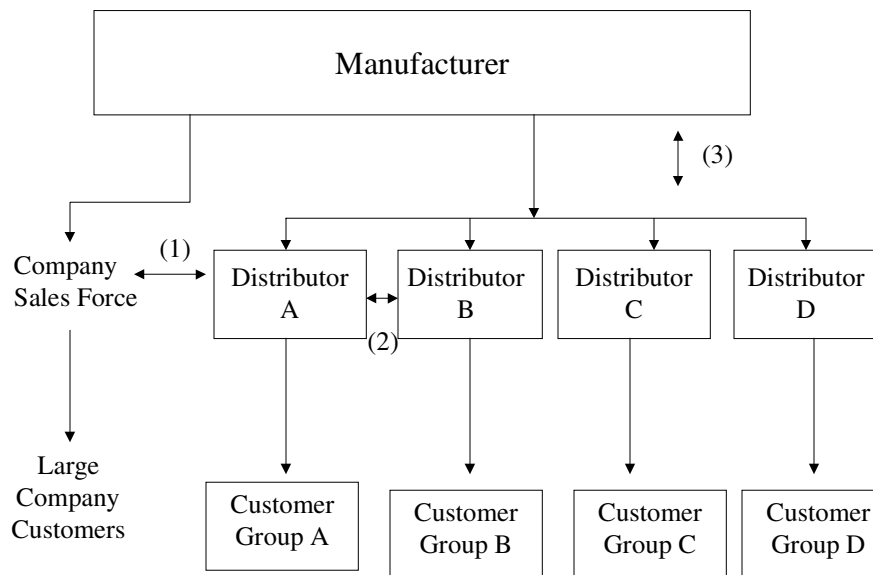 Manufacturer
(3)
(1)
Company
Sales Force
Distributor
A
Distributor
B
Distributor
C
Distributor
D
(2)
Large
Company
Customers
Customer
Group A
Customer
Group B
Customer
Group C
Customer
Group D